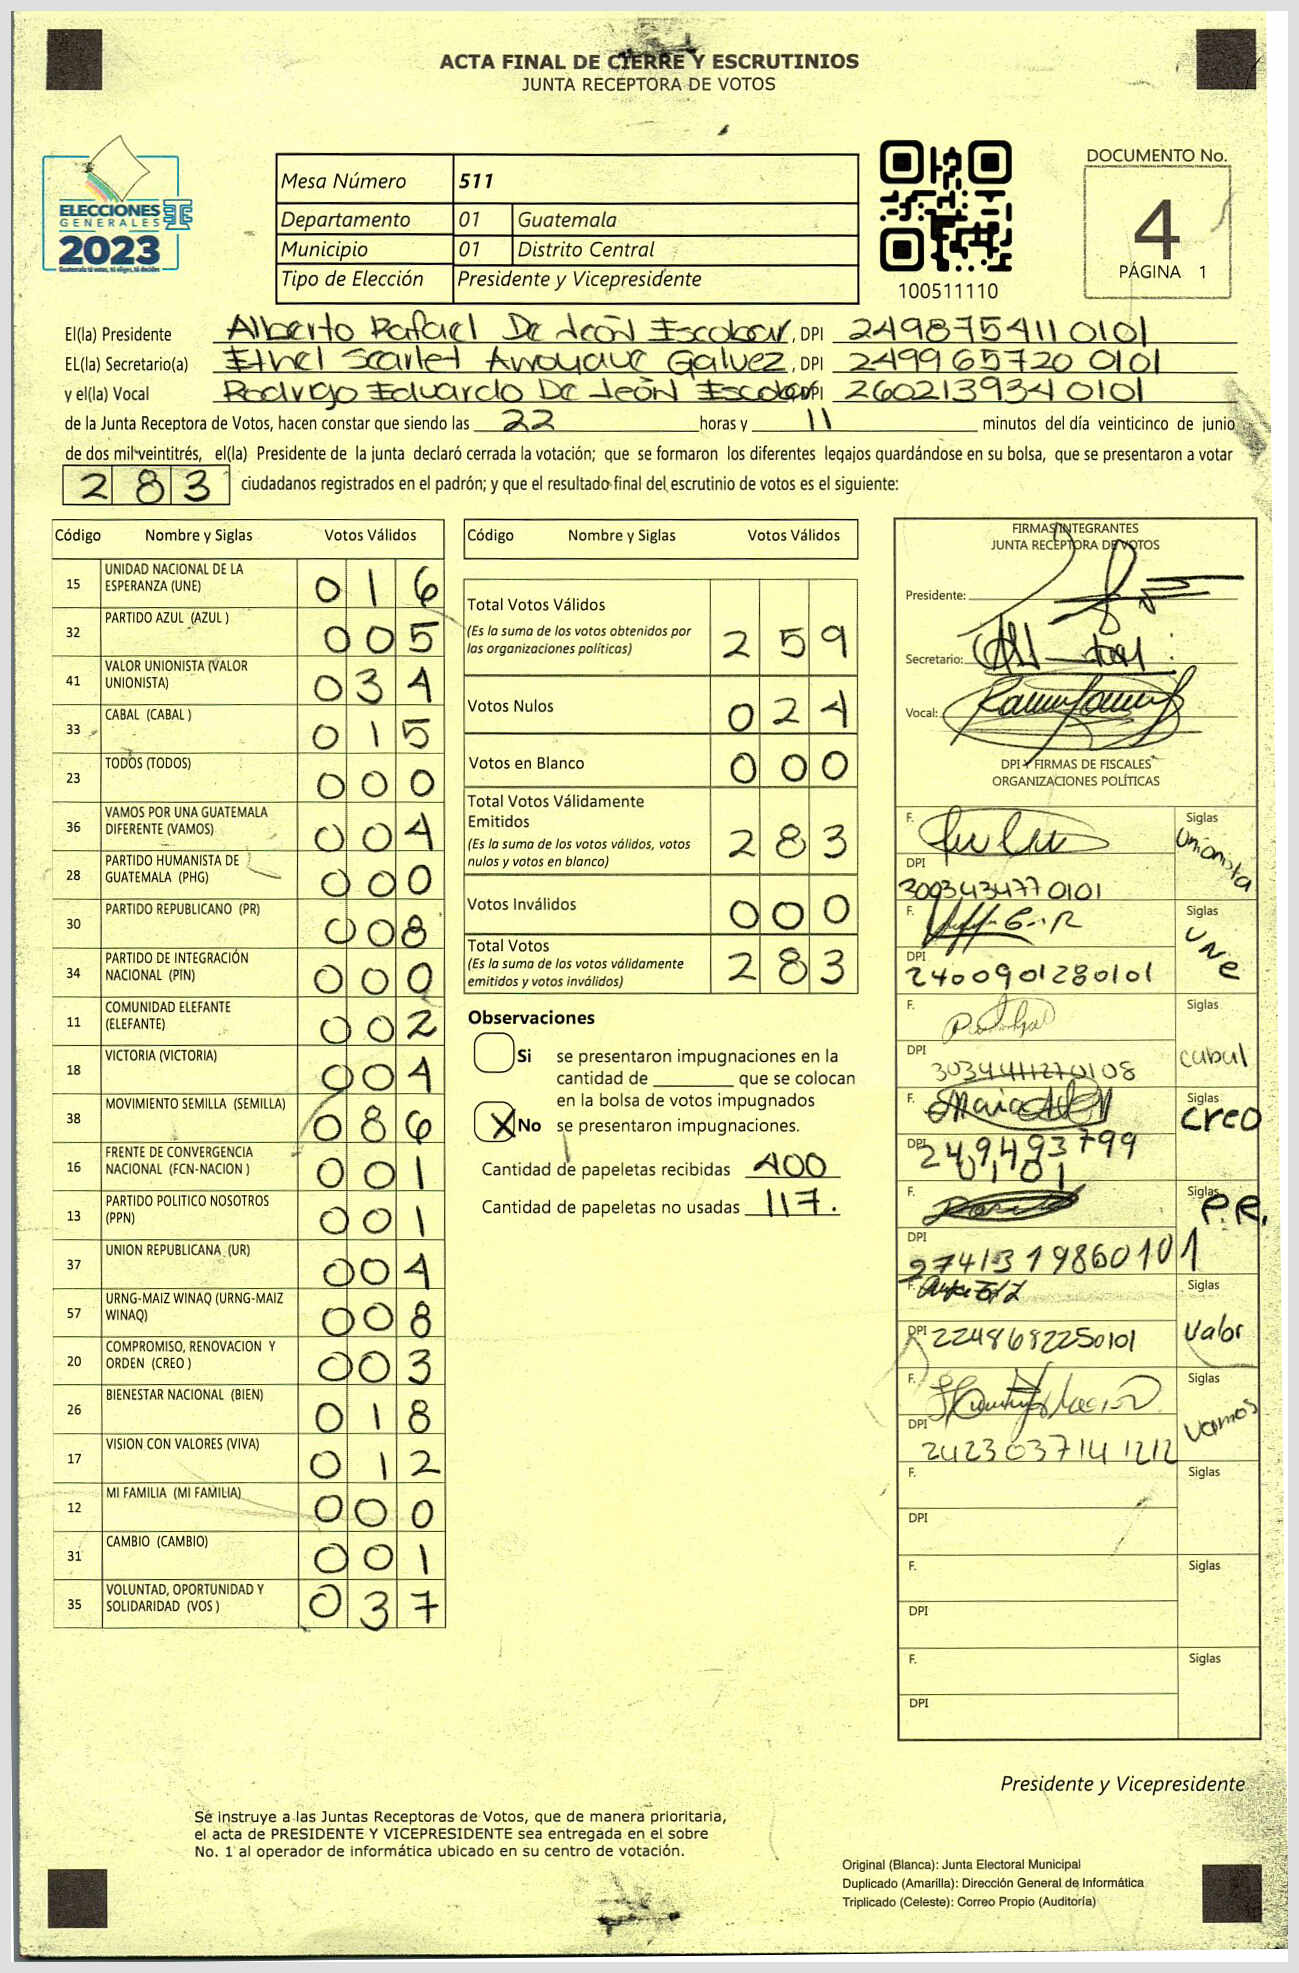 ACTA FINAL DE CIERRE Y ESCRUTINIOS
JUNTA RECEPTORA DE VOTOS
ELECCIONES
GENERALES
2023
Guatemala tú votas, tú eliges, tú decides
Mesa Número 511
Departamento 01 Guatemala
Municipio 01 Distrito Central
Tipo de Elección Presidente y Vicepresidente
100511110
DOCUMENTO No.
4
PÁGINA 1
El(la) Presidente Alberto Rafael De León Escobar, DPI 2498754110101
EL(la) Secretario(a) Ethel Scarlet Arroyave Galvez, DPI 2499657200101
y el(la) Vocal Rodrigo Eduardo De León Escobar, DPI 2602139340101
de la Junta Receptora de Votos, hacen constar que siendo las 22 horas y 11 minutos del día veinticinco de junio
de dos mil veintitrés, el(la) Presidente de la junta declaró cerrada la votación; que se formaron los diferentes legajos guardándose en su bolsa, que se presentaron a votar
283 ciudadanos registrados en el padrón; y que el resultado final del escrutinio de votos es el siguiente:
Código Nombre y Siglas Votos Válidos
15 UNIDAD NACIONAL DE LA ESPERANZA (UNE) 016
32 PARTIDO AZUL (AZUL ) 005
41 VALOR UNIONISTA (VALOR UNIONISTA) 034
33 CABAL (CABAL ) 015
23 TODOS (TODOS) 000
36 VAMOS POR UNA GUATEMALA DIFERENTE (VAMOS) 004
28 PARTIDO HUMANISTA DE GUATEMALA (PHG) 000
30 PARTIDO REPUBLICANO (PR) 008
34 PARTIDO DE INTEGRACIÓN NACIONAL (PIN) 000
11 COMUNIDAD ELEFANTE (ELEFANTE) 002
18 VICTORIA (VICTORIA) 004
38 MOVIMIENTO SEMILLA (SEMILLA) 086
16 FRENTE DE CONVERGENCIA NACIONAL (FCN-NACION ) 001
13 PARTIDO POLITICO NOSOTROS (PPN) 001
37 UNION REPUBLICANA (UR) 004
57 URNG-MAIZ WINAQ (URNG-MAIZ WINAQ) 008
20 COMPROMISO, RENOVACION Y ORDEN (CREO ) 003
26 BIENESTAR NACIONAL (BIEN) 018
17 VISION CON VALORES (VIVA) 012
12 MI FAMILIA (MI FAMILIA) 000
31 CAMBIO (CAMBIO) 001
35 VOLUNTAD, OPORTUNIDAD Y SOLIDARIDAD (VOS ) 037
Código Nombre y Siglas Votos Válidos
Total Votos Válidos
(Es la suma de los votos obtenidos por
las organizaciones políticas) 259
Votos Nulos 024
Votos en Blanco 000
Total Votos Válidamente
Emitidos
(Es la suma de los votos válidos, votos
nulos y votos en blanco) 283
Votos Inválidos 000
Total Votos
(Es la suma de los votos válidamente
emitidos y votos inválidos) 283
Observaciones
Si se presentaron impugnaciones en la
cantidad de ________ que se colocan
en la bolsa de votos impugnados
X No se presentaron impugnaciones.
Cantidad de papeletas recibidas 400
Cantidad de papeletas no usadas 117.
FIRMAS INTEGRANTES
JUNTA RECEPTORA DE VOTOS
Presidente:
Secretario:
Vocal:
DPI Y FIRMAS DE FISCALES
ORGANIZACIONES POLÍTICAS
F. Siglas Unionista
DPI 3003434770101
F. Siglas UNE
DPI 2400901280101
F. Siglas cabal
DPI
F. Siglas creo
DPI 249493799
0101
F. Siglas P.R.
DPI 2741319860101
F. Siglas Valor
DPI 2248682250101
F. Siglas Vamos
DPI 2423037141212
F. Siglas
DPI
F. Siglas
DPI
F. Siglas
DPI
Presidente y Vicepresidente
Se instruye a las Juntas Receptoras de Votos, que de manera prioritaria,
el acta de PRESIDENTE Y VICEPRESIDENTE sea entregada en el sobre
No. 1 al operador de informática ubicado en su centro de votación.
Original (Blanca): Junta Electoral Municipal
Duplicado (Amarilla): Dirección General de Informática
Triplicado (Celeste): Correo Propio (Auditoría)